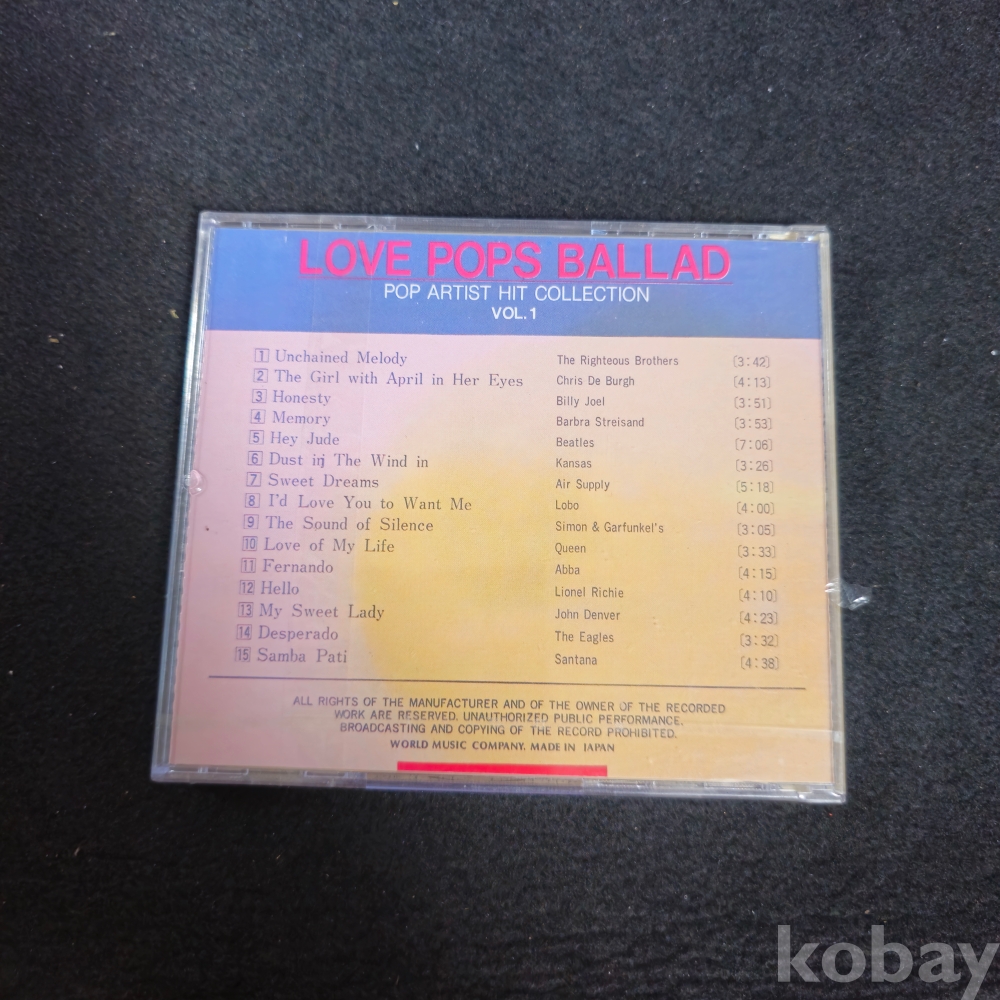 LOVE POPS BALLAD
POP ARTIST HIT COLLECTION
VOL.1
1 Unchained Melody The Righteous Brothers (3:42)
2 The Girl with April in Her Eyes Chris De Burgh (4:13)
3 Honesty Billy Joel (3:51)
4 Memory Barbra Streisand (3:53)
5 Hey Jude Beatles (7:06)
6 Dust in The Wind in Kansas (3:26)
7 Sweet Dreams Air Supply (5:18)
8 I'd Love You to Want Me Lobo (4:00)
9 The Sound of Silence Simon & Garfunkel's (3:05)
10 Love of My Life Queen (3:33)
11 Fernando Abba (4:15)
12 Hello Lionel Richie (4:10)
13 My Sweet Lady John Denver (4:23)
14 Desperado The Eagles (3:32)
15 Samba Pati Santana (4:38)
ALL RIGHTS OF THE MANUFACTURER AND OF THE OWNER OF THE RECORDED
WORK ARE RESERVED. UNAUTHORIZED PUBLIC PERFORMANCE.
BROADCASTING AND COPYING OF THE RECORD PROHIBITED.
WORLD MUSIC COMPANY. MADE IN JAPAN
kobay